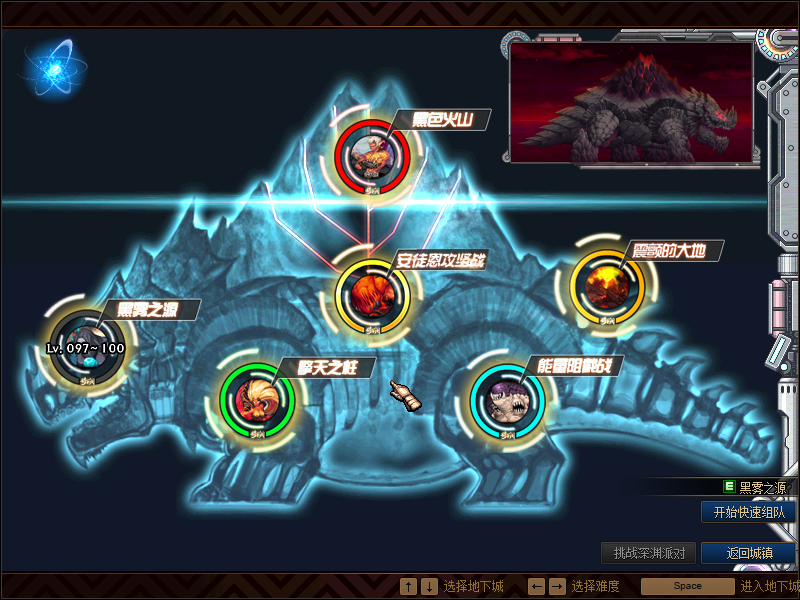 黑色火山
安徒恩攻坚战
震颤的大地
黑雾之源
Lv. 097~100
擎天之柱
能量阻截战
E 黑雾之源
开始快速组队
挑战深渊派对
返回城镇
↑ ↓ 选择地下城
← → 选择难度
Space 进入地下城